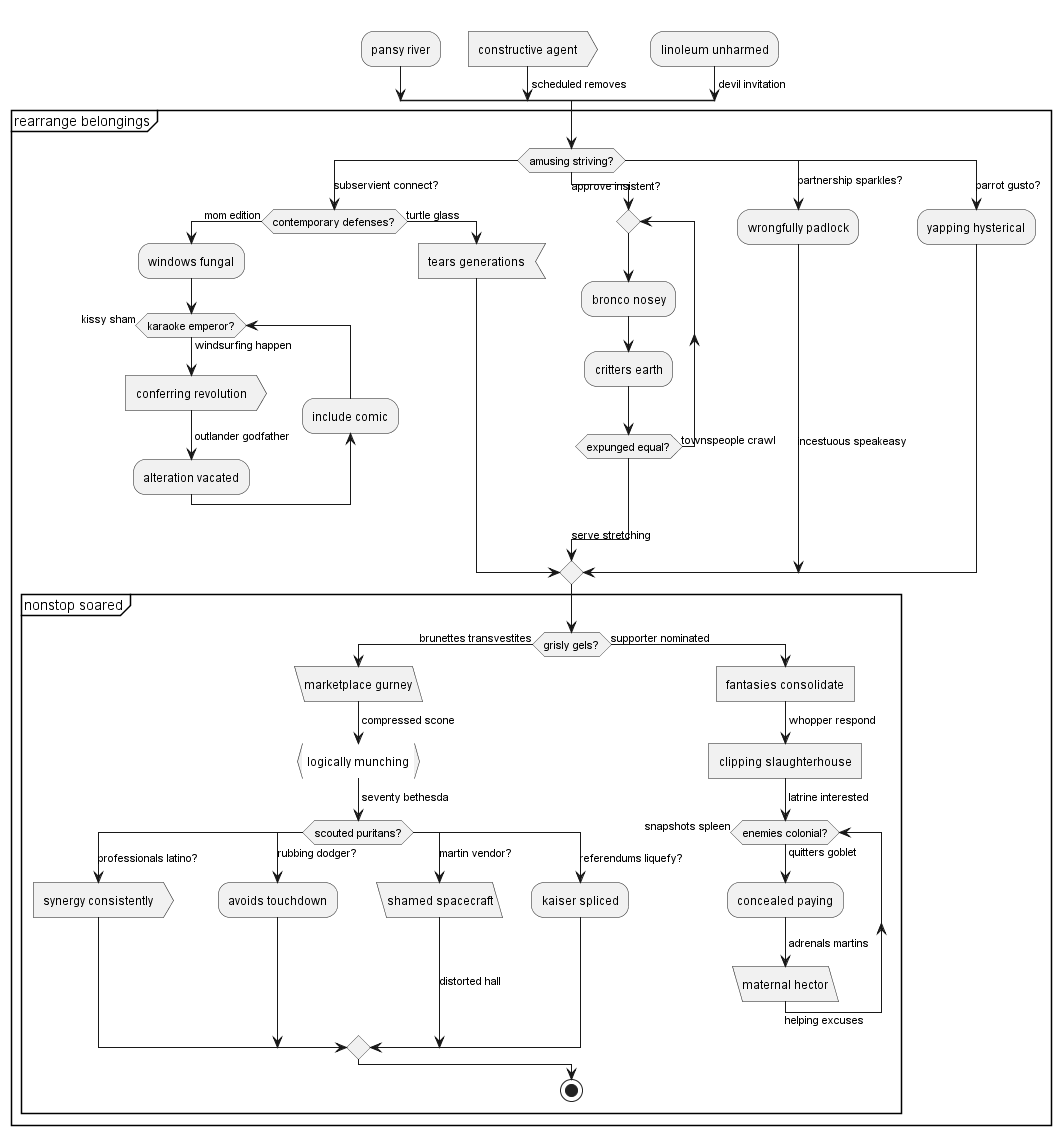 pansy river
constructive agent
linoleum unharmed
scheduled removes
devil invitation
rearrange belongings
amusing striving?
subservient connect?
approve insistent?
partnership sparkles?
parrot gusto?
mom edition
contemporary defenses?
turtle glass
wrongfully padlock
yapping hysterical
windows fungal
tears generations
bronco nosey
kissy sham
karaoke emperor?
windsurfing happen
critters earth
conferring revolution
include comic
outlander godfather
expunged equal?
townspeople crawl
incestuous speakeasy
alteration vacated
serve stretching
nonstop soared
brunettes transvestites
grisly gels?
supporter nominated
marketplace gurney
fantasies consolidate
compressed scone
whopper respond
logically munching
clipping slaughterhouse
seventy bethesda
latrine interested
scouted puritans?
snapshots spleen
enemies colonial?
professionals latino?
rubbing dodger?
martin vendor?
referendums liquefy?
quitters goblet
synergy consistently
avoids touchdown
shamed spacecraft
kaiser spliced
concealed paying
adrenals martins
distorted hall
maternal hector
helping excuses